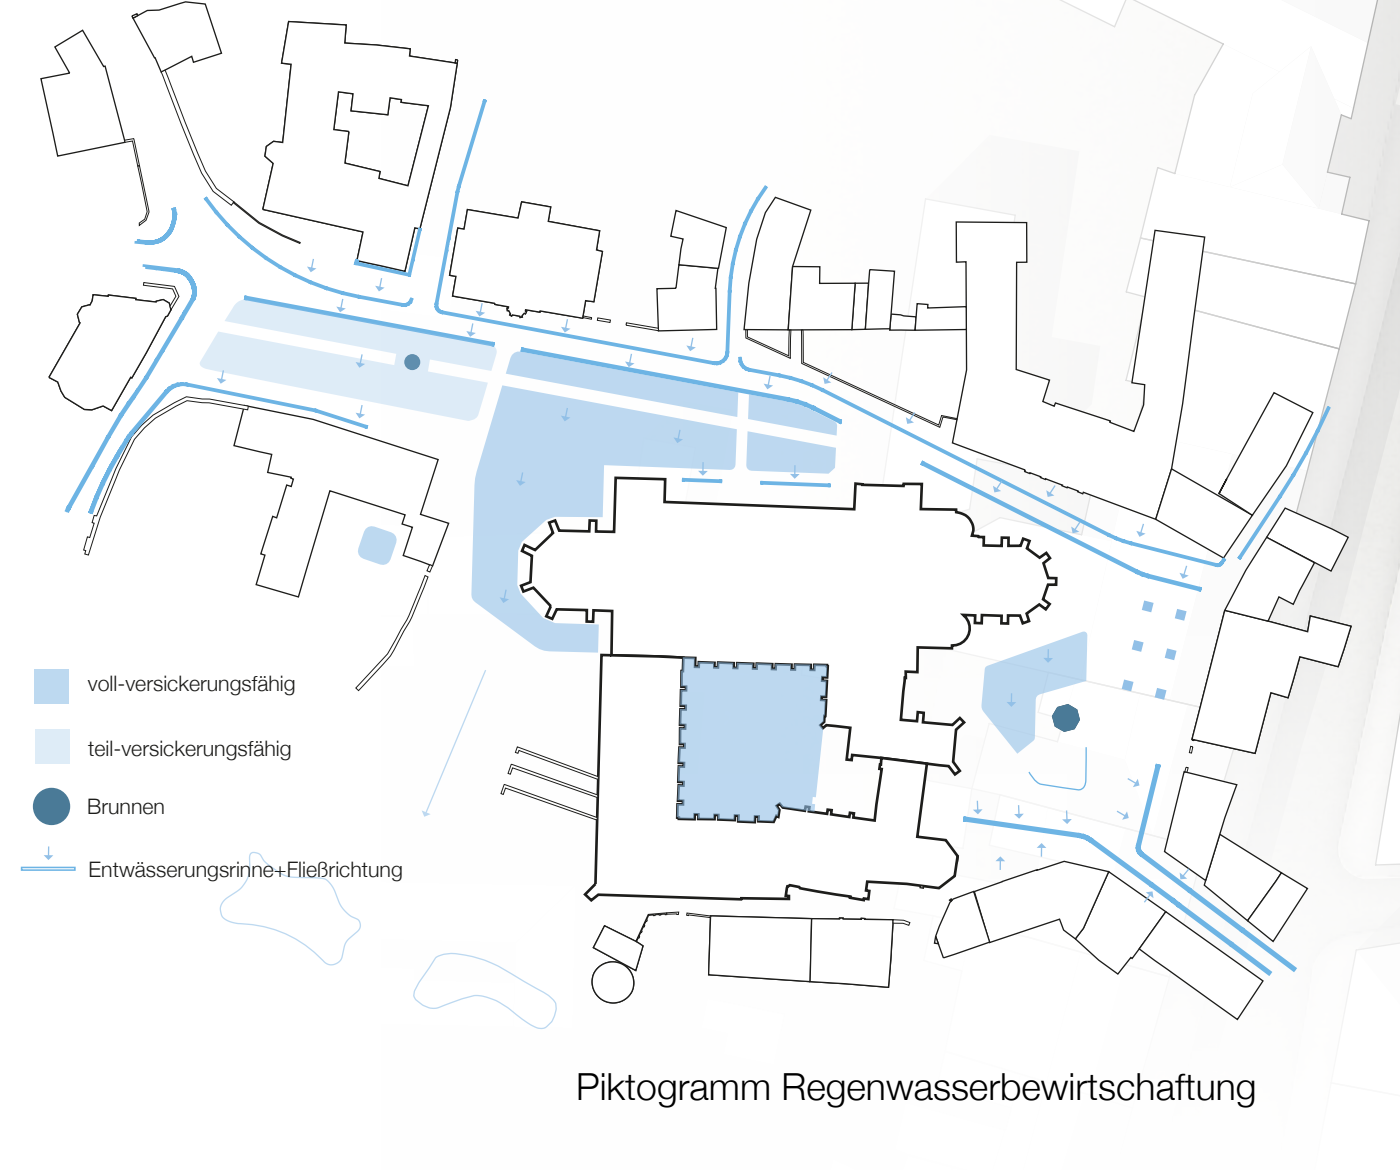 voll-versickerungsfähig
teil-versickerungsfähig
Brunnen
Entwässerungsrinne+Fließrichtung
Piktogramm Regenwasserbewirtschaftung